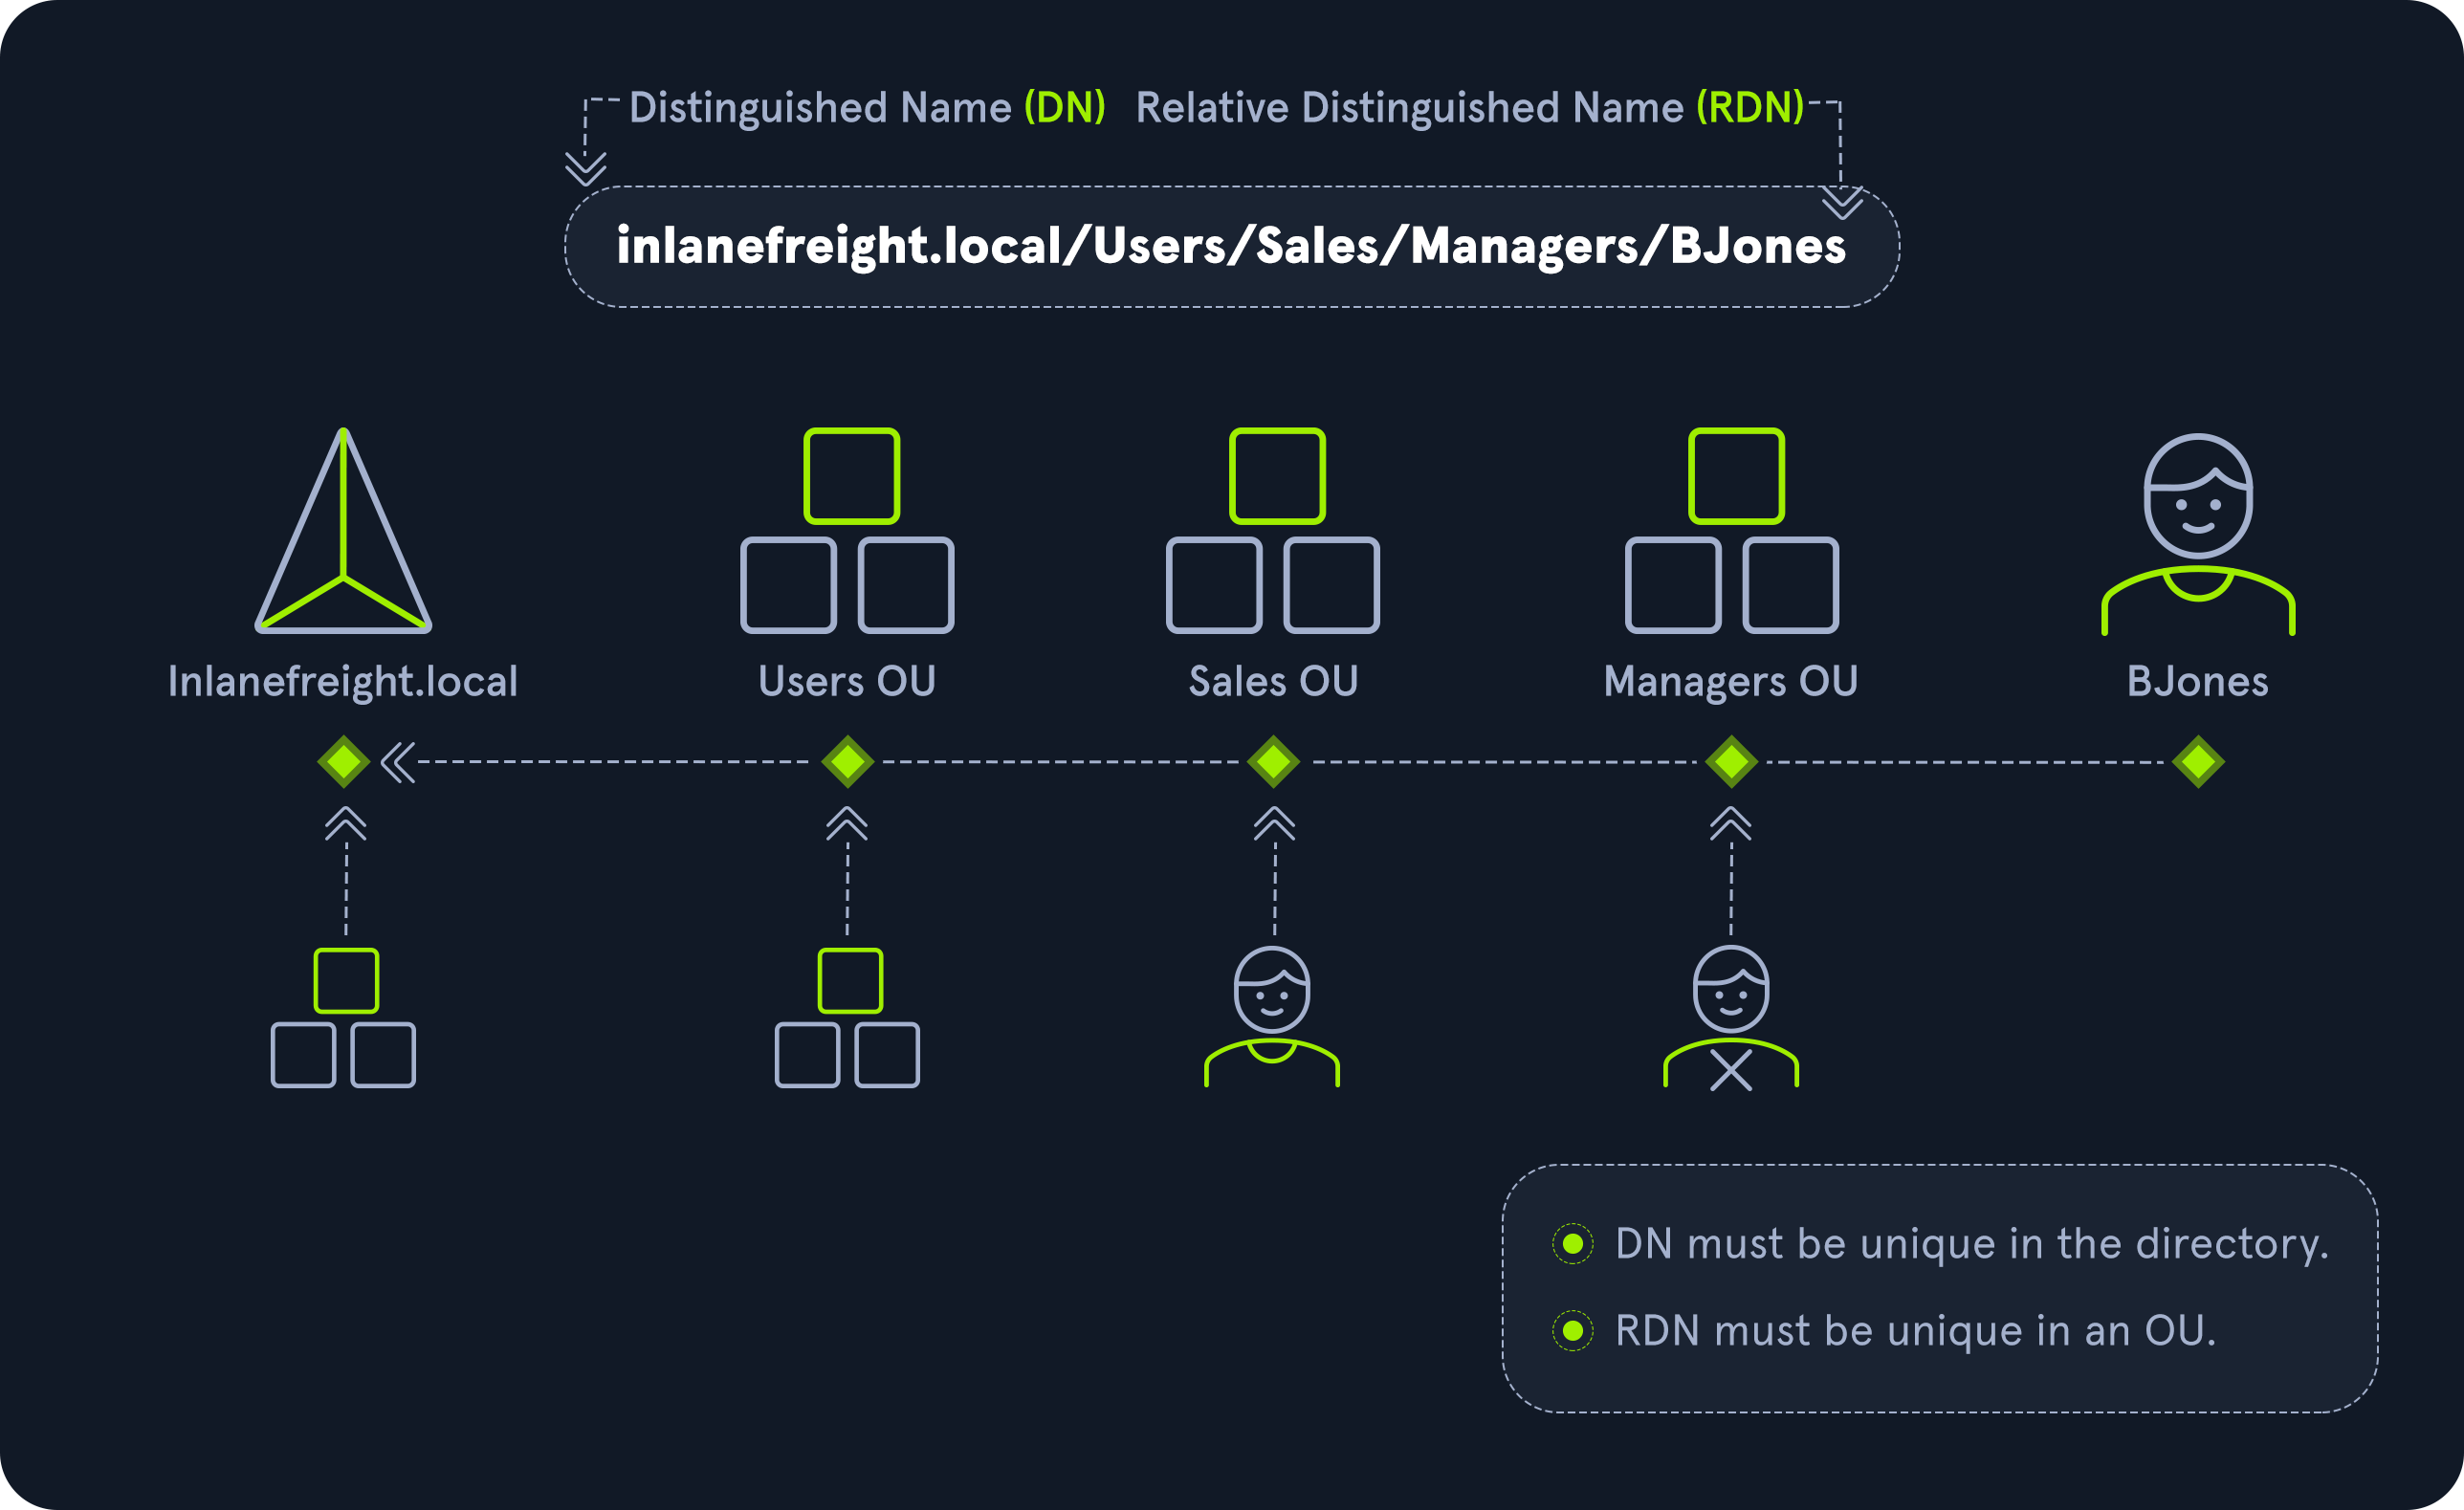 Distinguished Name (DN) Relative Distinguished Name (RDN)
inlanefreight.local/Users/Sales/Managers/BJones
Inlanefreight.local
Users OU
Sales OU
Managers OU
BJones
DN must be unique in the directory.
RDN must be unique in an OU.